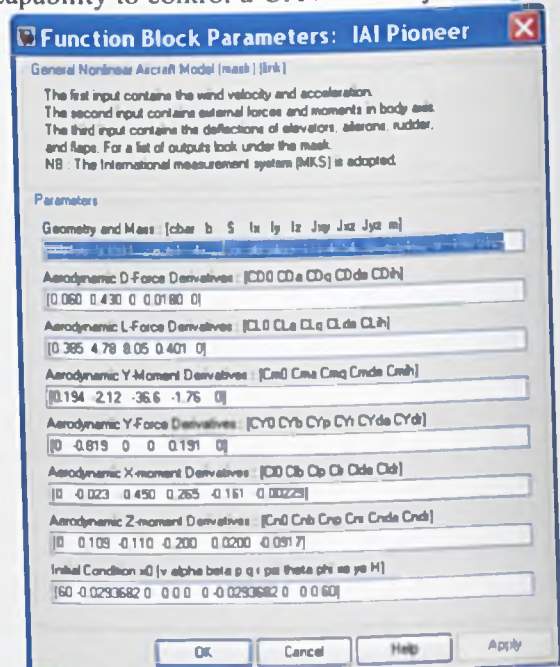 capability to control a
Function Block Parameters: IAI Pioneer
General Nonlinear Aircraft Model (mask) (link)
The first input contains the wind velocity and acceleration.
The second input contains external forces and moments in body axis.
The third input contains the deflections of elevators, ailerons, rudder,
and flaps. For a list of outputs look under the mask.
NB : The International measurement system (MKS) is adopted.
Parameters
Geometry and Mass : [cbar b S Ix Iy Iz Jxy Jxz Jyz m]
Aerodynamic D-Force Derivatives : [CD0 CDa CDq CDde CDih]
[0.060 0.430 0 0.0180 0]
Aerodynamic L-Force Derivatives : [CL0 CLa CLq CLde CLih]
[0.385 4.78 8.05 0.401 0]
Aerodynamic Y-Moment Derivatives : [Cm0 Cma Cmq Cmde Cmih]
[0.194 -2.12 -36.6 -1.76 0]
Aerodynamic Y-Force Derivatives : [CY0 CYb CYp CYr CYda CYdr]
[0 -0.819 0 0 0.191 0]
Aerodynamic X-moment Derivatives : [Cl0 Clb Clp Clr Clda Cldr]
[0 -0.023 -0.450 0.265 -0.161 -0.00229]
Aerodynamic Z-moment Derivatives : [Cn0 Cnb Cnp Cnr Cnda Cndr]
[0 0.109 -0.110 -0.200 0.0200 -0.0917]
Initial Condition x0 [v alpha beta p q r psi theta phi xe ye H]
[60 -0.0293682 0 0 0 0 0 -0.0293682 0 0 0 60]
OK Cancel Help Apply